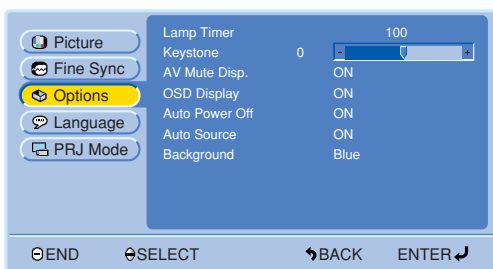 Picture
Fine Sync
Options
Language
PRJ Mode
Lamp Timer 100
Keystone 0 - +
AV Mute Disp. ON
OSD Display ON
Auto Power Off ON
Auto Source ON
Background Blue
END SELECT BACK ENTER